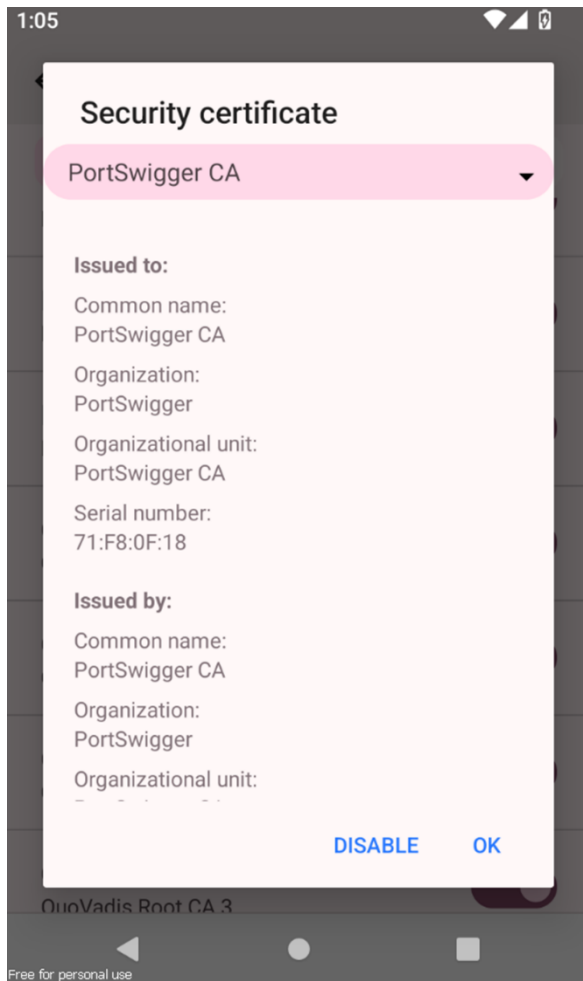 1:05
Security certificate
PortSwigger CA
Issued to:
Common name:
PortSwigger CA
Organization:
PortSwigger
Organizational unit:
PortSwigger CA
Serial number:
71:F8:0F:18
Issued by:
Common name:
PortSwigger CA
Organization:
PortSwigger
Organizational unit:
DISABLE OK
QuoVadis Root CA 3
Free for personal use